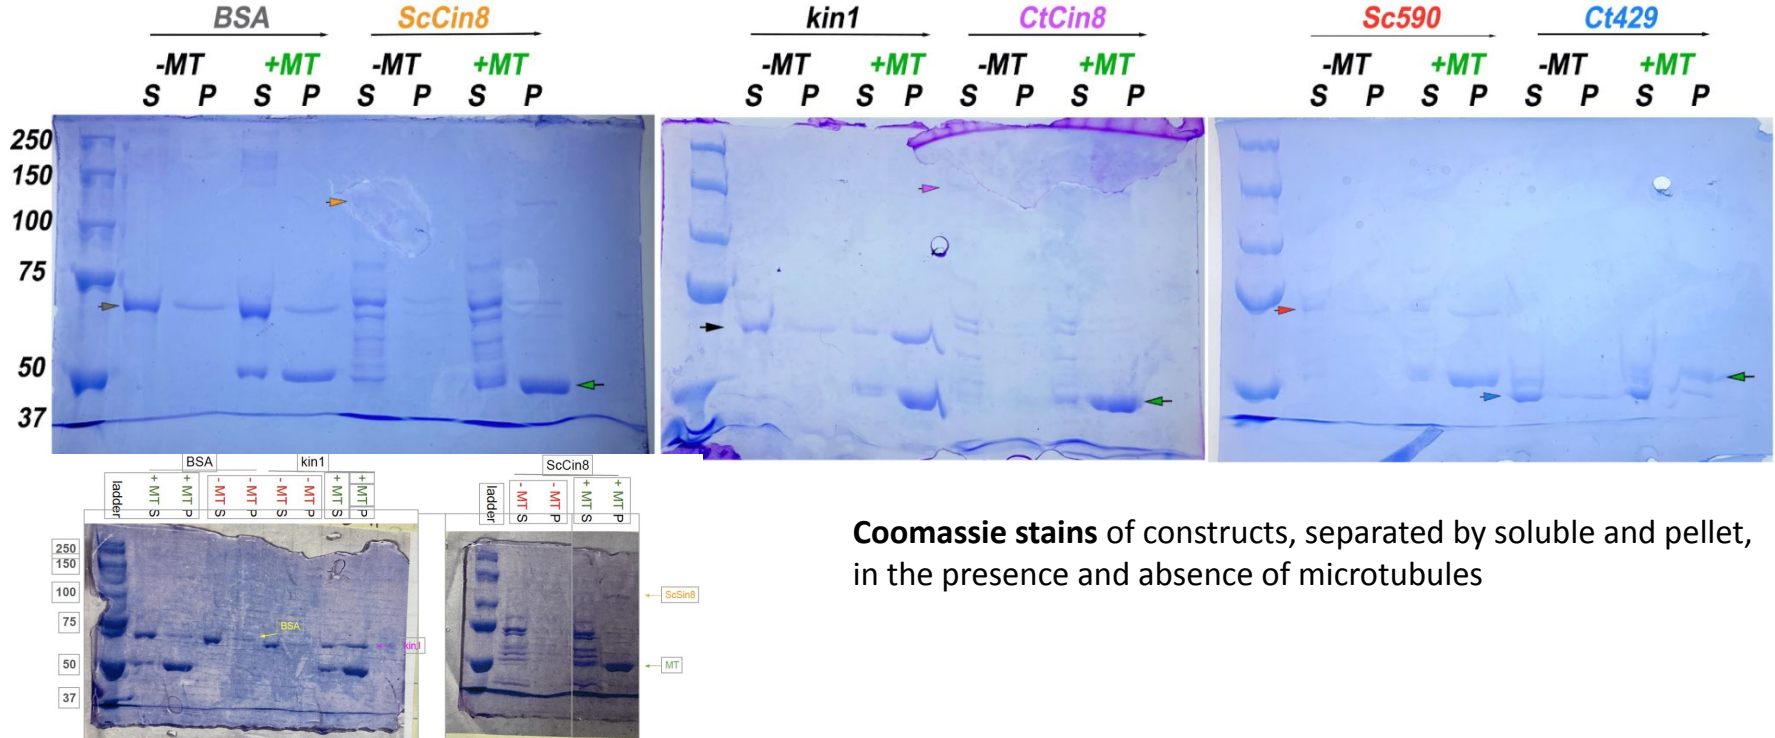 BSA ScCin8 kin1 CtCin8 Sc590 Ct429
-MT +MT -MT +MT -MT +MT -MT +MT -MT +MT -MT +MT
S P S P S P S P S P S P S P S P S P S P S P S P
250
150
100
75
50
37
BSA kin1
ladder + MT S + MT P - MT S - MT P - MT S - MT P + MT S + MT P
250
150
100
75
50
37
BSA
kin1
ScCin8
ladder - MT S - MT P + MT S + MT P
ScSin8
MT
Coomassie stains of constructs, separated by soluble and pellet,
in the presence and absence of microtubules